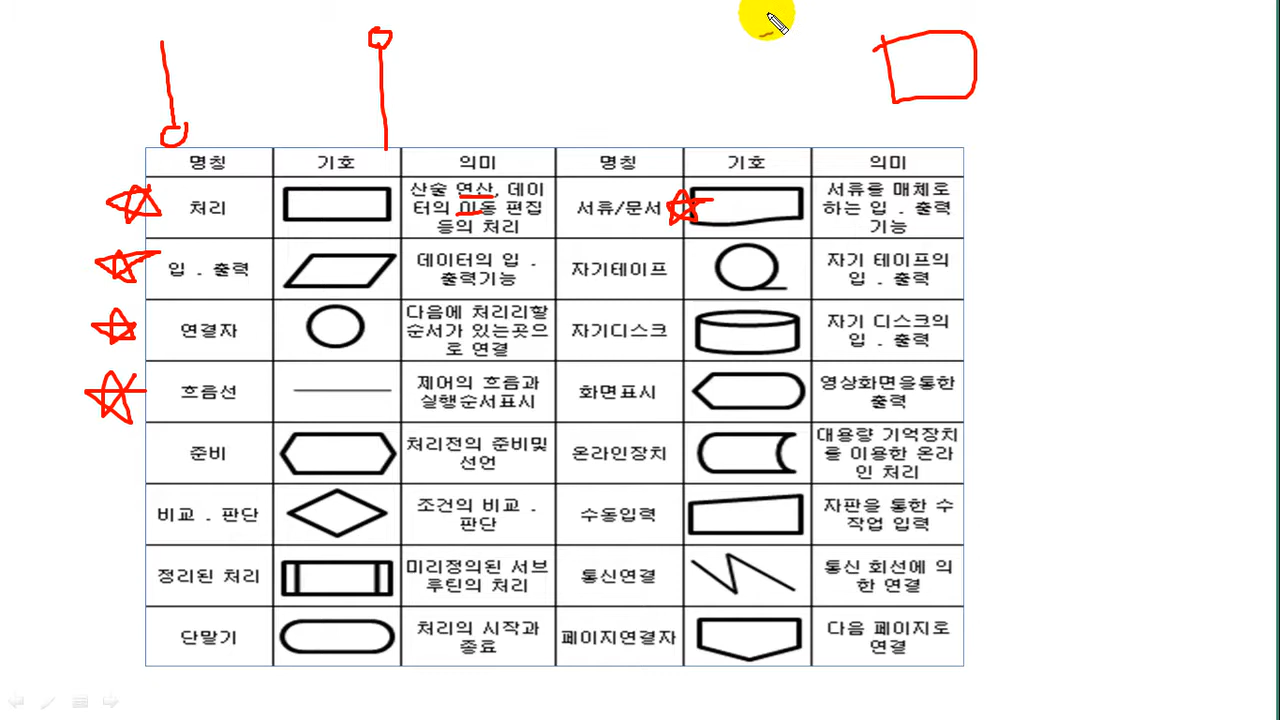 명칭 기호 의미 명칭 기호 의미
처리 산술 연산, 데이
터의 이동 편집
등의 처리
서류/문서 서류를 매체로
하는 입 . 출력
기능
입 . 출력 데이터의 입 .
출력기능
자기테이프 자기 테이프의
입 . 출력
연결자 다음에 처리리할
순서가 있는곳으
로 연결
자기디스크 자기 디스크의
입 . 출력
흐름선 제어의 흐름과
실행순서표시
화면표시 영상화면을통한
출력
준비 처리전의 준비및
선언
온라인장치 대용량 기억장치
를 이용한 온라
인 처리
비교 . 판단 조건의 비교 .
판단
수동입력 자판을 통한 수
작업 입력
정리된 처리 미리정의된 서브
루틴의 처리
통신연결 통신 회선에 의
한 연결
단말기 처리의 시작과
종료
페이지연결자 다음 페이지로
연결